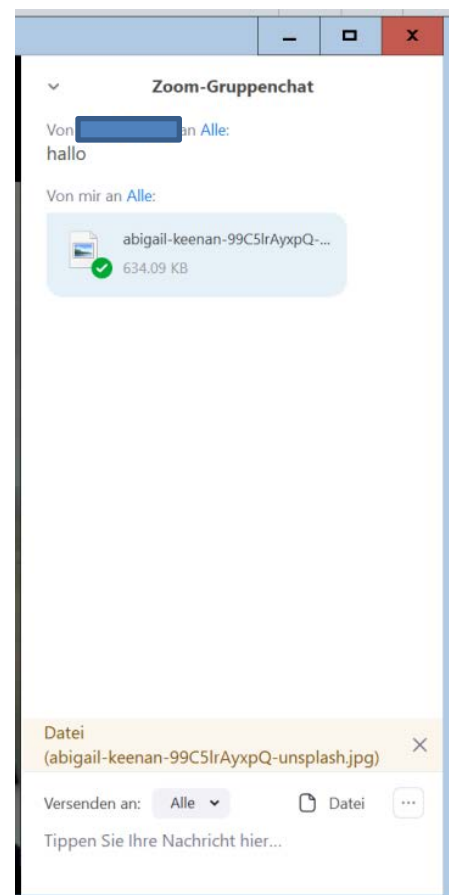 Zoom-Gruppenchat
Von an Alle:
hallo
Von mir an Alle:
abigail-keenan-99C5lrAyxpQ-...
634.09 KB
Datei
(abigail-keenan-99C5lrAyxpQ-unsplash.jpg)
Versenden an: Alle Datei
Tippen Sie Ihre Nachricht hier...